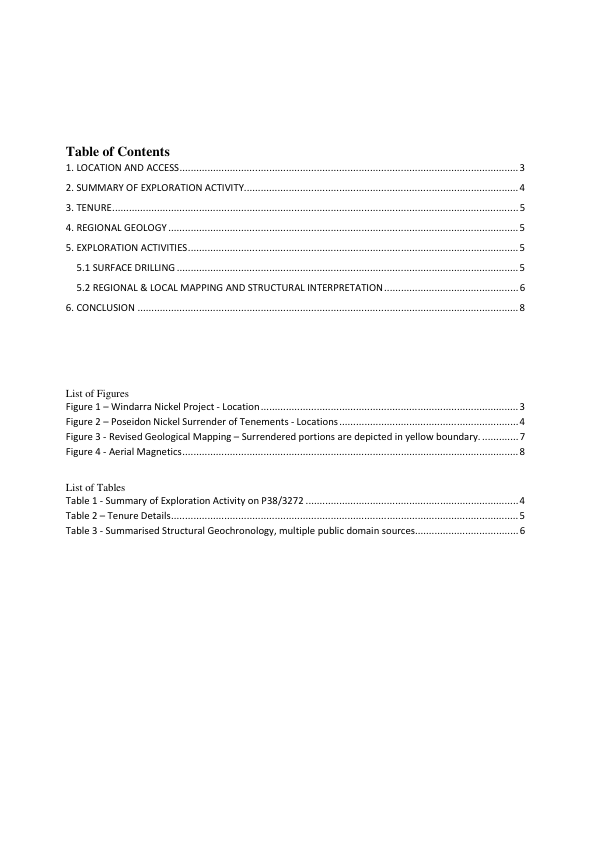 Table of Contents
1. LOCATION AND ACCESS........................................................................................................................3
2. SUMMARY OF EXPLORATION ACTIVITY.................................................................................................4
3. TENURE................................................................................................................................................5
4. REGIONAL GEOLOGY............................................................................................................................5
5. EXPLORATION ACTIVITIES.....................................................................................................................5
5.1 SURFACE DRILLING.........................................................................................................................5
5.2 REGIONAL & LOCAL MAPPING AND STRUCTURAL INTERPRETATION................................................6
6. CONCLUSION.......................................................................................................................................8
List of Figures
Figure 1 – Windarra Nickel Project - Location............................................................................................3
Figure 2 – Poseidon Nickel Surrender of Tenements - Locations................................................................4
Figure 3 - Revised Geological Mapping – Surrendered portions are depicted in yellow boundary. .............7
Figure 4 - Aerial Magnetics........................................................................................................................8
List of Tables
Table 1 - Summary of Exploration Activity on P38/3272............................................................................4
Table 2 – Tenure Details............................................................................................................................5
Table 3 - Summarised Structural Geochronology, multiple public domain sources.....................................6